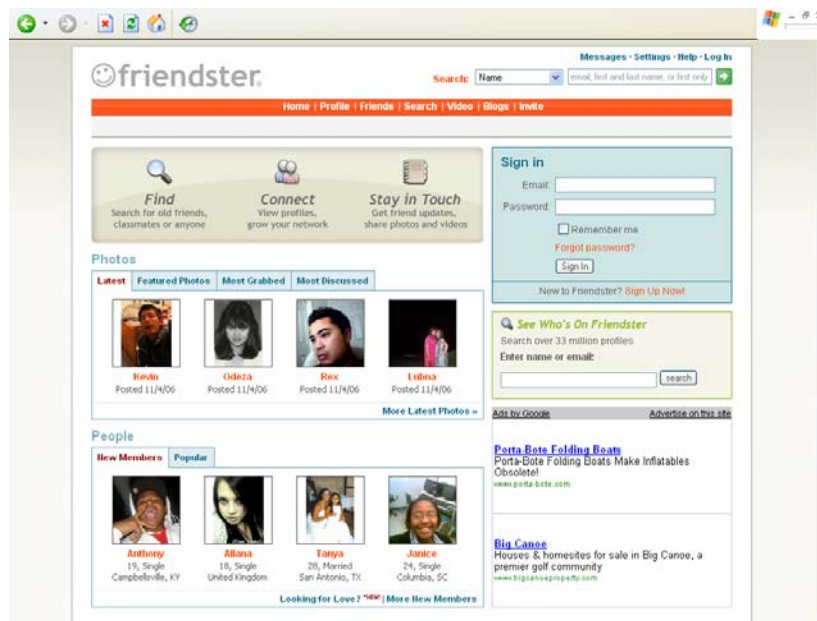 Messages · Settings · Help · Log In
friendster.
Search: Name email, first and last name, or first only
Home | Profile | Friends | Search | Video | Blogs | Invite
Find
Search for old friends,
classmates or anyone
Connect
View profiles,
grow your network
Stay in Touch
Get friend updates,
share photos and videos
Sign in
Email:
Password:
Remember me
Forgot password?
Sign In
New to Friendster? Sign Up Now!
Photos
Latest Featured Photos Most Grabbed Most Discussed
Kevin
Posted 11/4/06
Odeza
Posted 11/4/06
Rex
Posted 11/4/06
Lubna
Posted 11/4/06
More Latest Photos »
See Who's On Friendster
Search over 33 million profiles
Enter name or email:
search
People
New Members Popular
Anthony
19, Single
Campbellsville, KY
Allana
18, Single
United Kingdom
Tanya
28, Married
San Antonio, TX
Janice
24, Single
Columbia, SC
Looking for Love? *NEW! | More New Members
Ads by Google Advertise on this site
Porta-Bote Folding Boats
Porta-Bote Folding Boats Make Inflatables
Obsolete!
www.porta-bote.com
Big Canoe
Houses & homesites for sale in Big Canoe, a
premier golf community
www.bigcanoeproperty.com